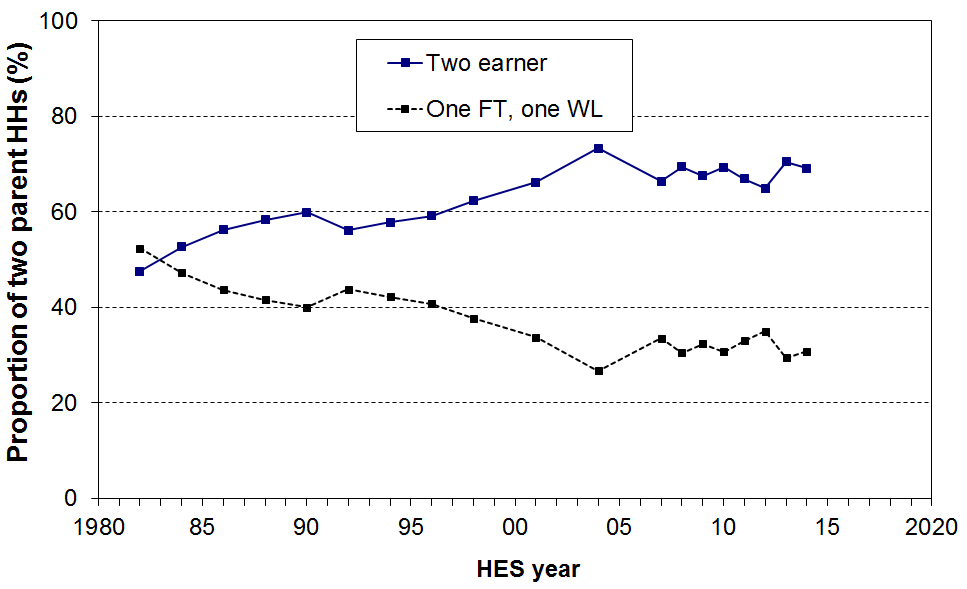 Proportion of two parent HHs (%)
100
80
60
40
20
0
Two earner
One FT, one WL
1980 85 90 95 00 05 10 15 2020
HES year